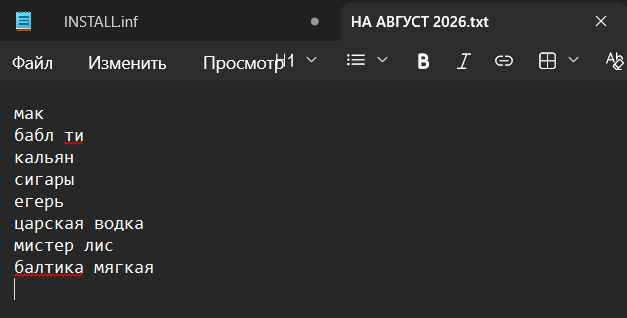 INSTALL.inf
НА АВГУСТ 2026.txt
Файл Изменить Просмотр H1 B I
мак
бабл ти
кальян
сигары
егерь
царская водка
мистер лис
балтика мягкая